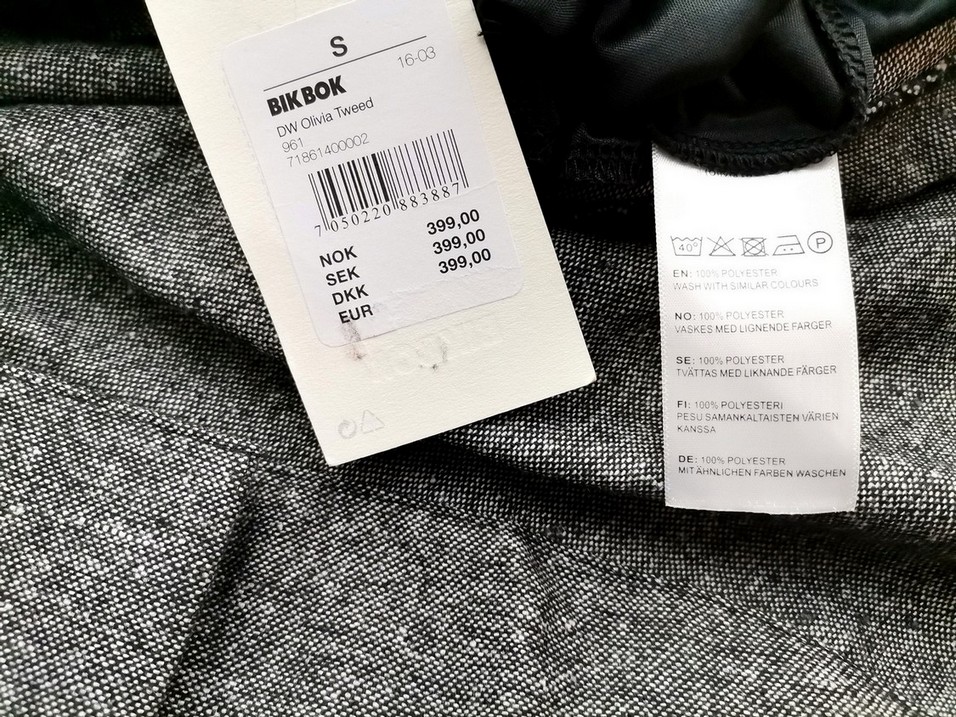 S
16-03
BIK BOK
DW Olivia Tweed
961
71861400002
7 050220 883887
NOK 399,00
SEK 399,00
DKK 399,00
EUR
40°
P
EN: 100% POLYESTER
WASH WITH SIMILAR COLOURS
NO: 100% POLYESTER
VASKES MED LIGNENDE FARGER
SE: 100% POLYESTER
TVÄTTAS MED LIKNANDE FÄRGER
FI: 100% POLYESTERI
PESU SAMANKALTAISTEN VÄRIEN
KANSSA
DE: 100% POLYESTER
MIT ÄHNLICHEN FARBEN WASCHEN